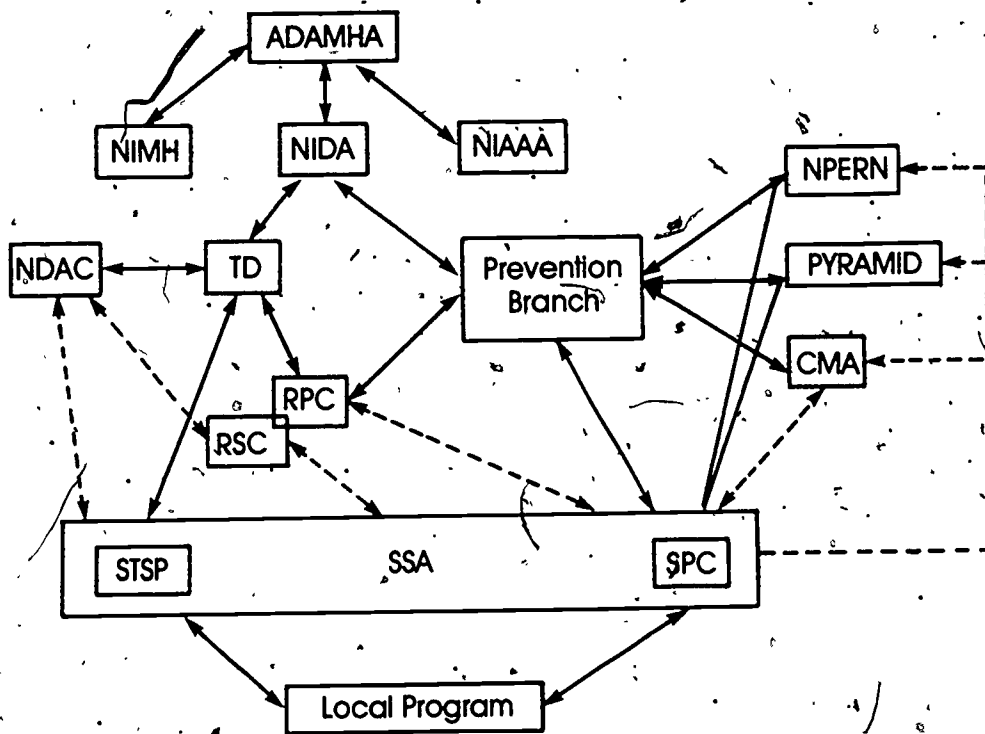 ADAMHA
NIMH
NIDA
NIAAA
NPERN
NDAC
TD
Prevention
Branch
PYRAMID
CMA
RPC
RSC
STSP
SSA
SPC
Local Program